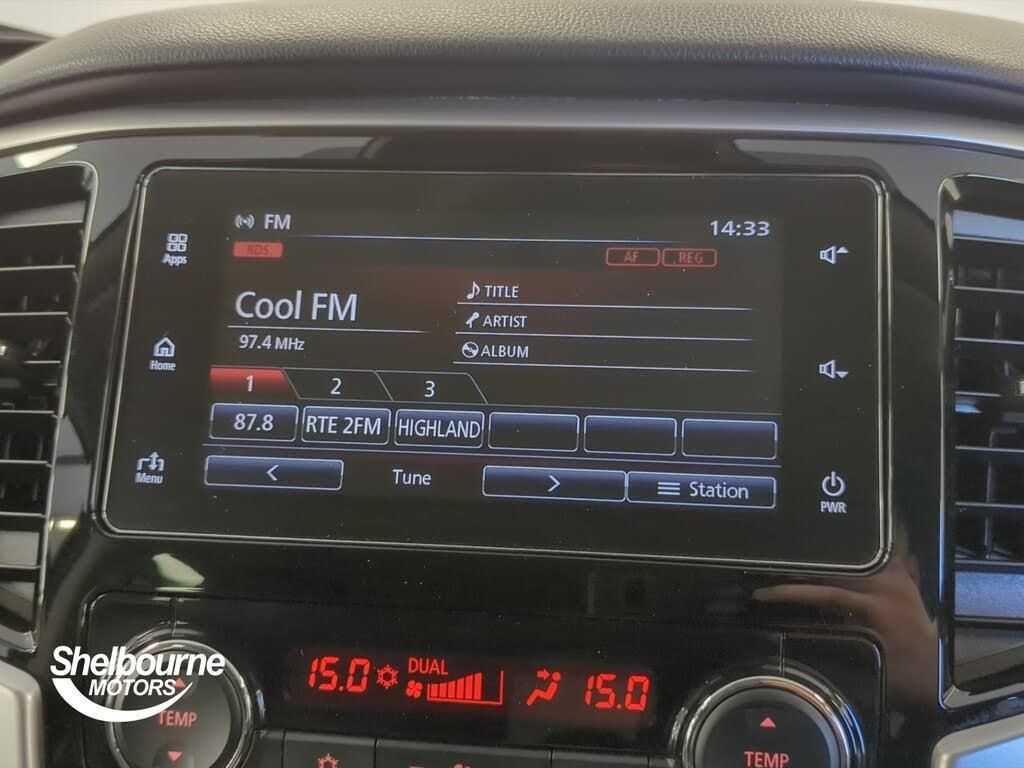 FM
14:33
RDS
AF REG
Apps
Cool FM
97.4 MHz
TITLE
ARTIST
ALBUM
Home
1 2 3
87.8 RTE 2FM HIGHLAND
Menu
< Tune > Station
PWR
Shelbourne
MOTORS
TEMP
15.0 DUAL 15.0
TEMP